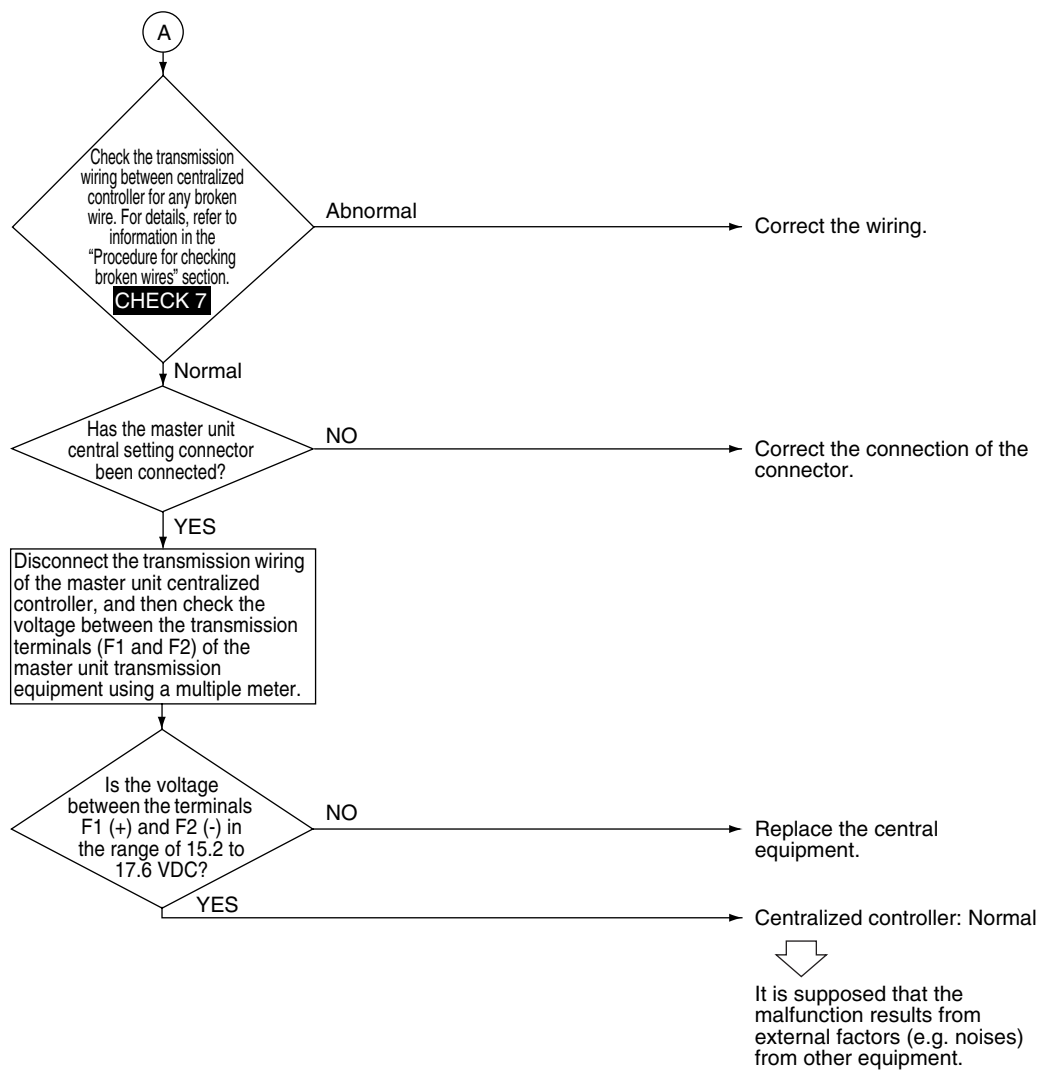 A
Check the transmission
wiring between centralized
controller for any broken
wire. For details, refer to
information in the
“Procedure for checking
broken wires” section.
CHECK 7
Abnormal
Correct the wiring.
Normal
Has the master unit
central setting connector
been connected?
NO
Correct the connection of the
connector.
YES
Disconnect the transmission wiring
of the master unit centralized
controller, and then check the
voltage between the transmission
terminals (F1 and F2) of the
master unit transmission
equipment using a multiple meter.
Is the voltage
between the terminals
F1 (+) and F2 (-) in
the range of 15.2 to
17.6 VDC?
NO
Replace the central
equipment.
YES
Centralized controller: Normal
It is supposed that the
malfunction results from
external factors (e.g. noises)
from other equipment.